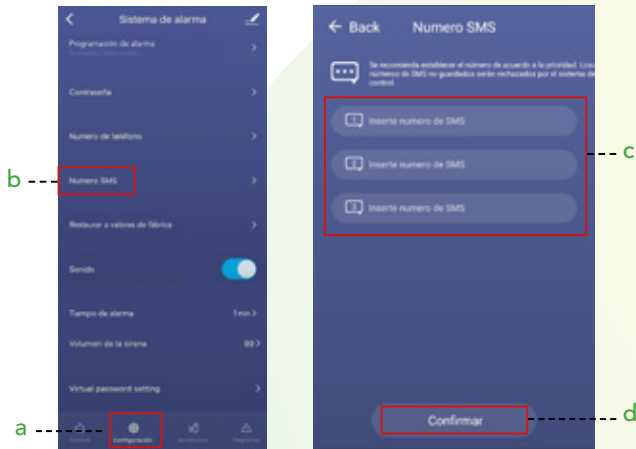 Sistema de alarma
Programación de alarma
Contraseña
Numero de teléfono
b
Numero SMS
Restaurar a valores de fábrica
Sonido
Tiempo de alarma
1min
Volumen de la sirena
99
Virtual password setting
a
Configuración
Accesorios
Back
Numero SMS
Se recomienda establecer el número de acuerdo a la prioridad. Los
números de SMS no guardados serán rechazados por el sistema de
control.
1 Inserte numero de SMS
c
2 Inserte numero de SMS
3 Inserte numero de SMS
Confirmar
d